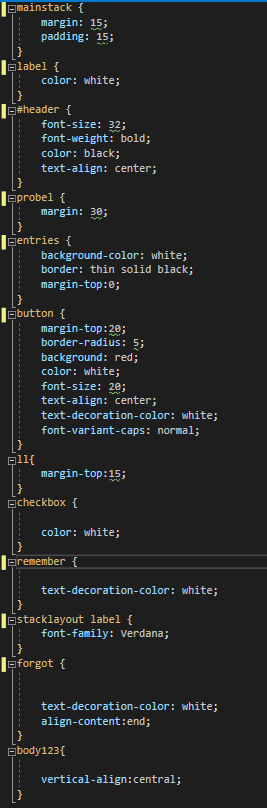 mainstack {
margin: 15;
padding: 15;
}
label {
color: white;
}
#header {
font-size: 32;
font-weight: bold;
color: black;
text-align: center;
}
probel {
margin: 30;
}
entries {
background-color: white;
border: thin solid black;
margin-top:0;
}
button {
margin-top:20;
border-radius: 5;
background: red;
color: white;
font-size: 20;
text-align: center;
text-decoration-color: white;
font-variant-caps: normal;
}
ll{
margin-top:15;
}
checkbox {
color: white;
}
remember {
text-decoration-color: white;
}
stacklayout label {
font-family: Verdana;
}
forgot {
text-decoration-color: white;
align-content:end;
}
body123{
vertical-align:central;
}